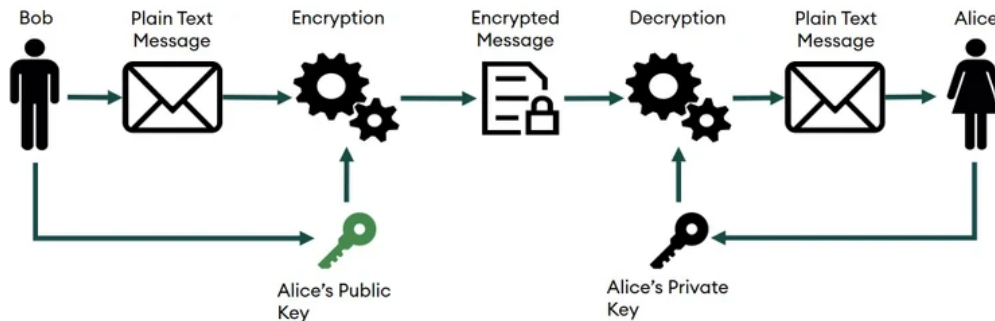 Bob
Plain Text
Message
Encryption
Encrypted
Message
Decryption
Plain Text
Message
Alice
Alice's Public
Key
Alice's Private
Key